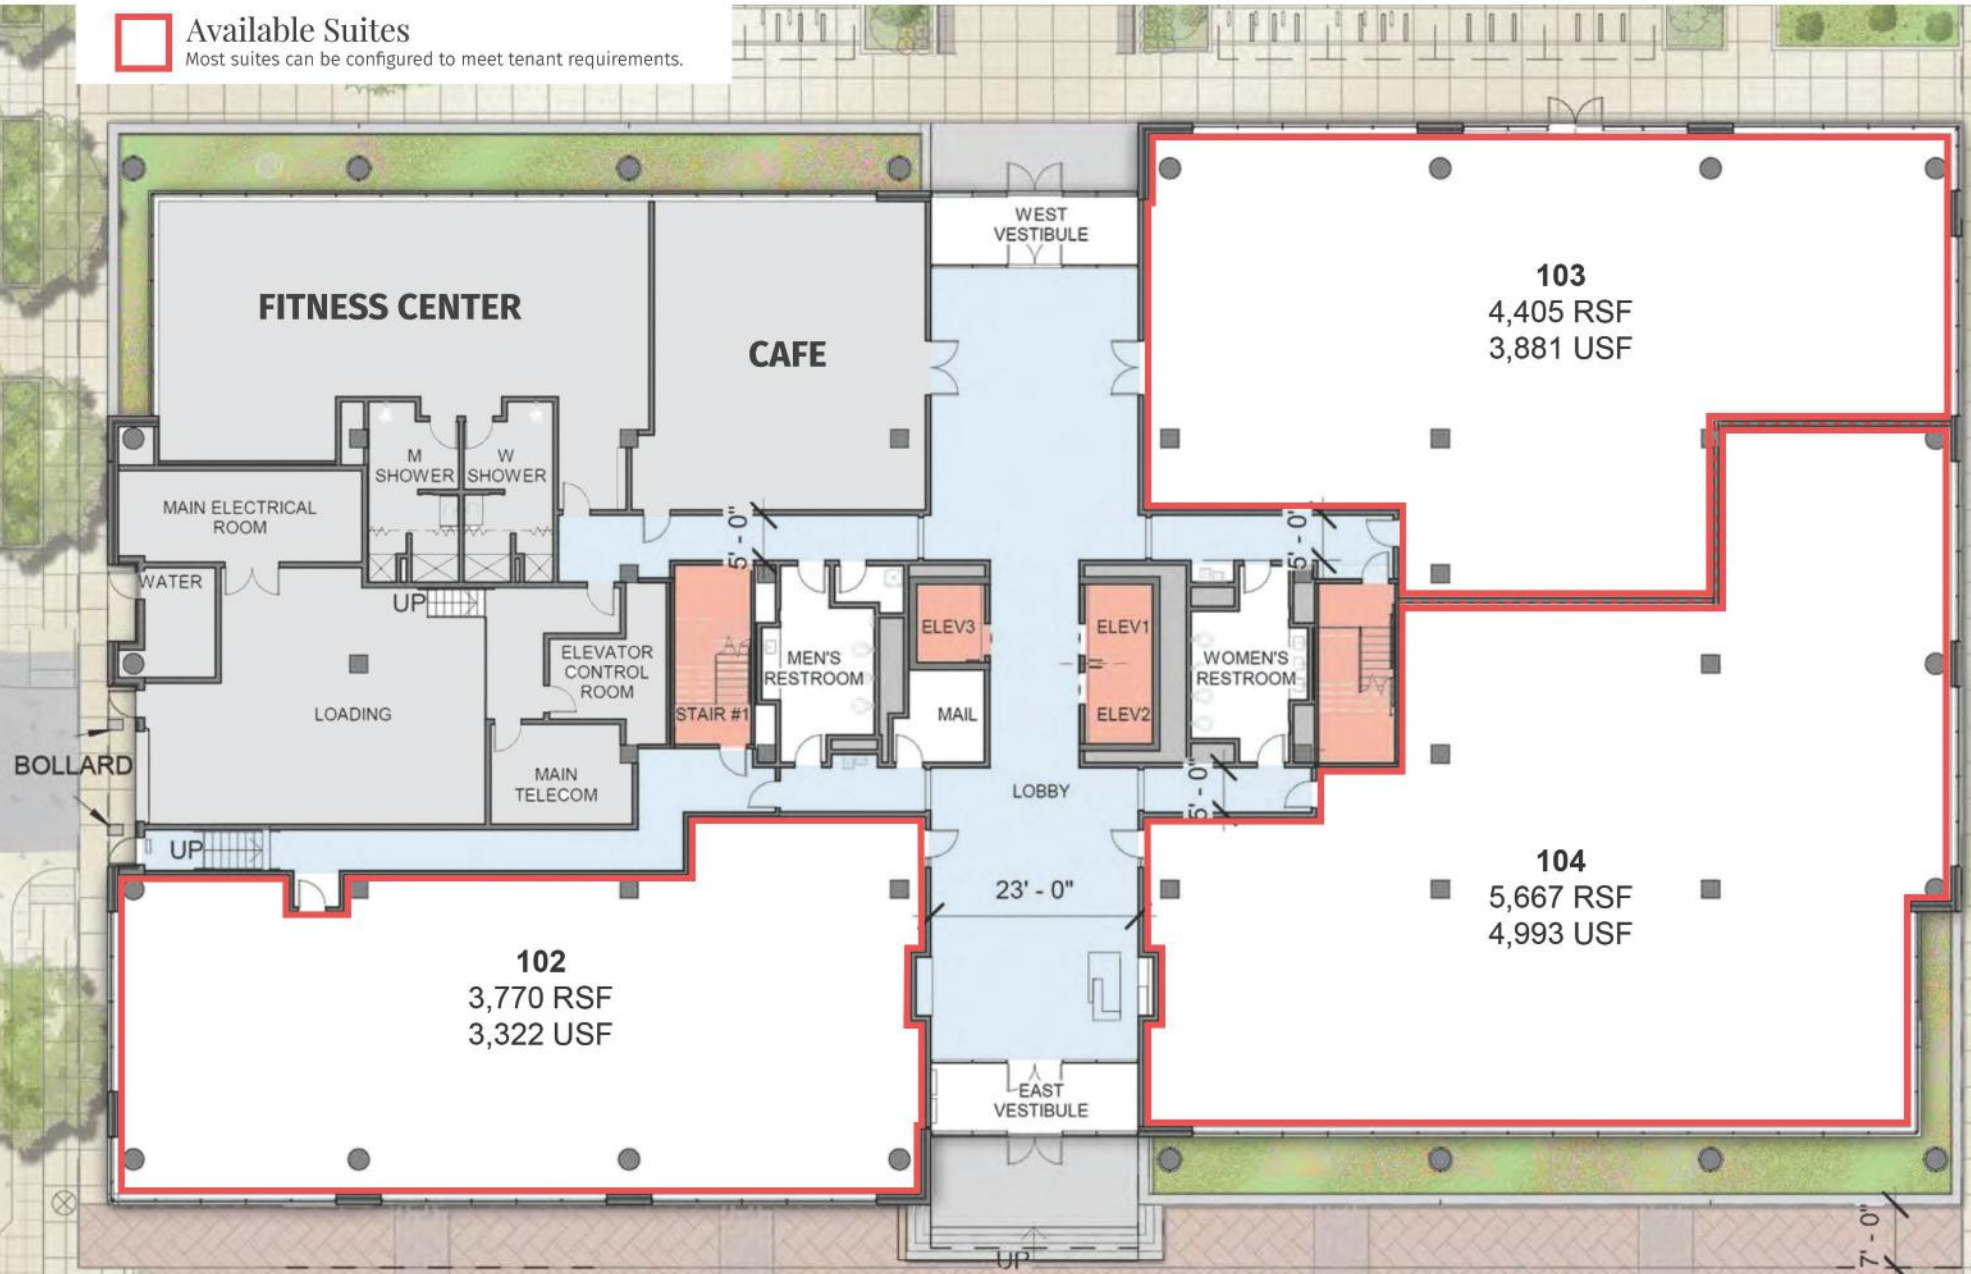 Available Suites
Most suites can be configured to meet tenant requirements.
WEST
VESTIBULE
FITNESS CENTER
CAFE
103
4,405 RSF
3,881 USF
M
SHOWER
W
SHOWER
MAIN ELECTRICAL
ROOM
5' - 0"
5' - 0"
WATER
UP
ELEV3
ELEV1
ELEVATOR
CONTROL
ROOM
MEN'S
RESTROOM
WOMEN'S
RESTROOM
LOADING
STAIR #1
MAIL
ELEV2
BOLLARD
MAIN
TELECOM
LOBBY
5' - 0"
UP
23' - 0"
104
5,667 RSF
4,993 USF
102
3,770 RSF
3,322 USF
EAST
VESTIBULE
7' - 0"
UP